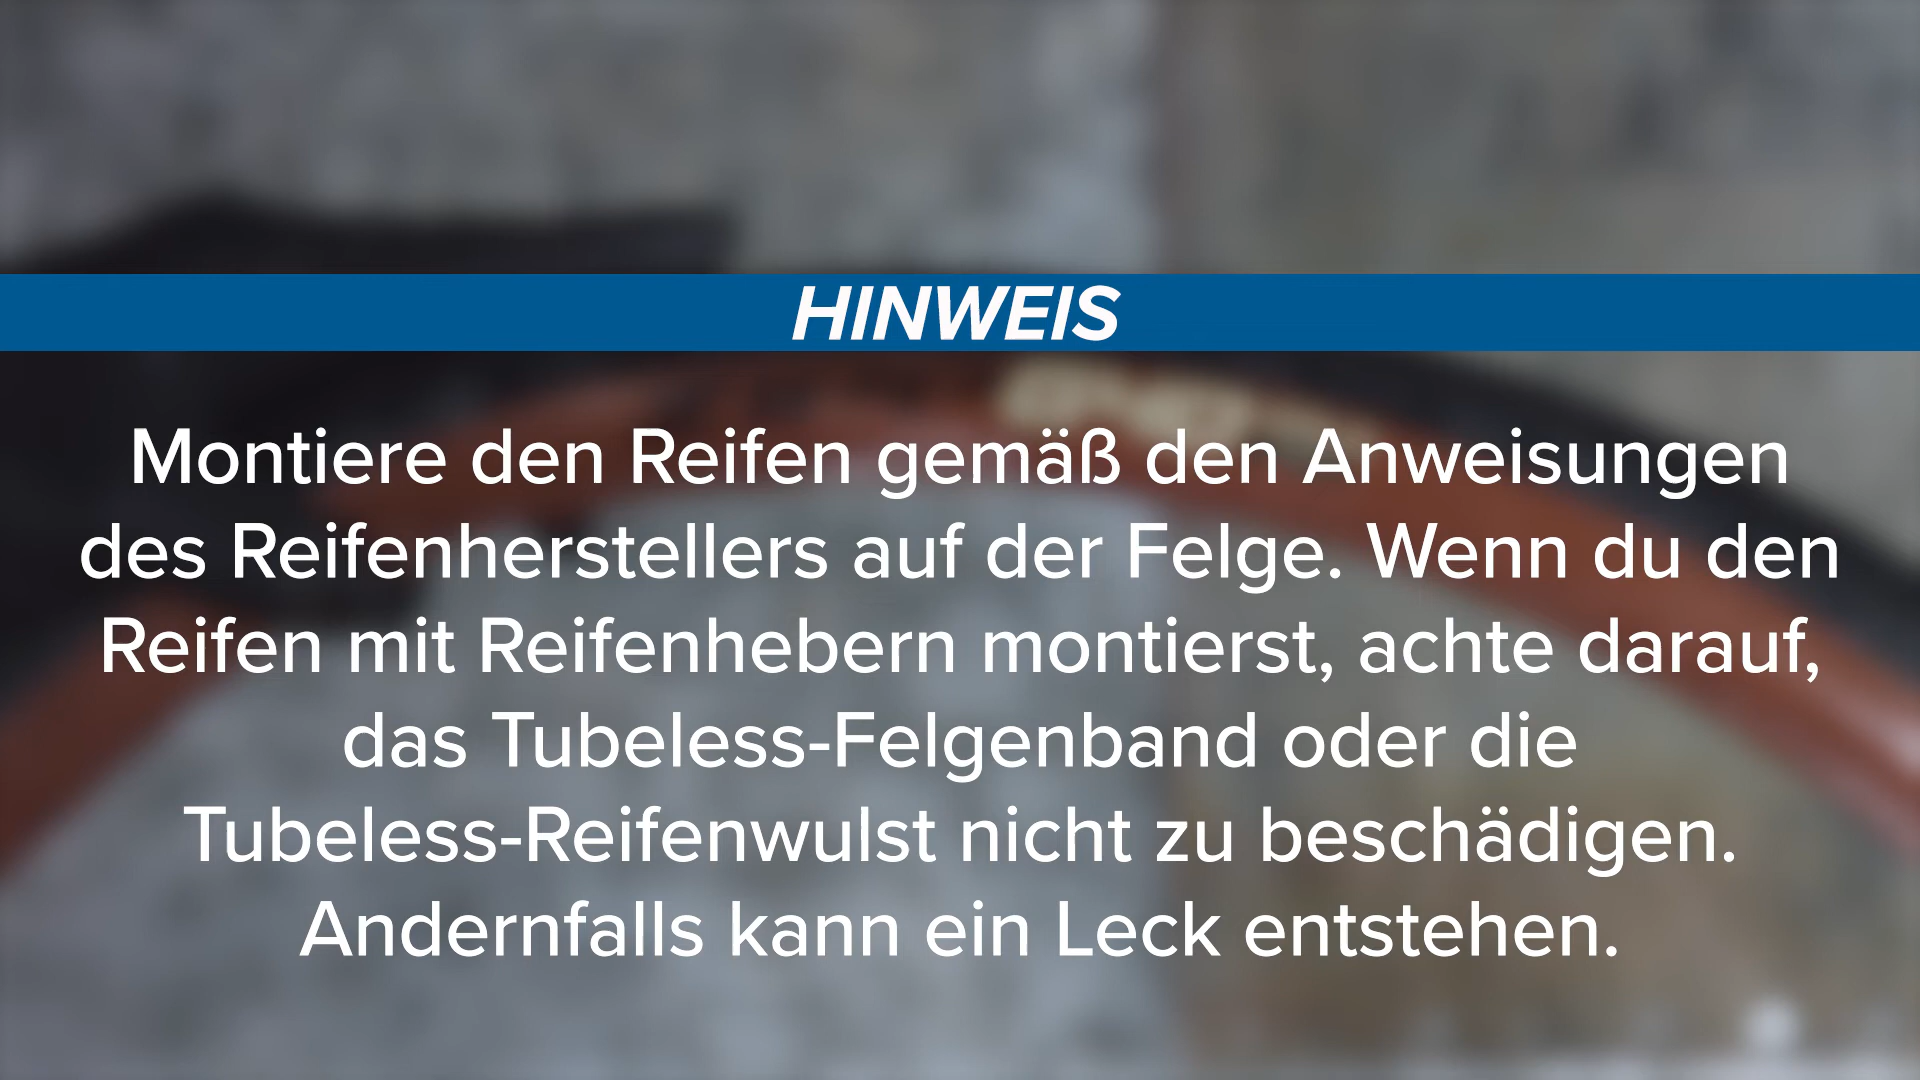 HINWEIS
Montiere den Reifen gemäß den Anweisungen
des Reifenherstellers auf der Felge. Wenn du den
Reifen mit Reifenhebern montierst, achte darauf,
das Tubeless-Felgenband oder die
Tubeless-Reifenwulst nicht zu beschädigen.
Andernfalls kann ein Leck entstehen.